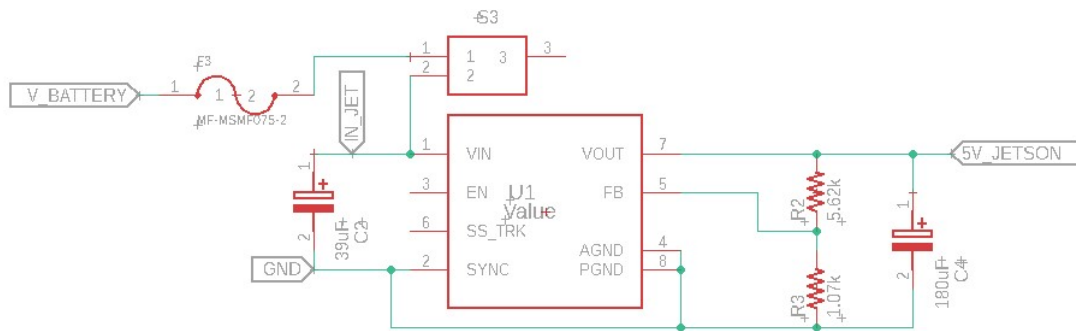 S3
F3
1
1
3
3
2
2
V_BATTERY
1
1
2
2
MF-MSMF075-2
IN_JET
1
VIN
VOUT
7
5V_JETSON
1
3
EN
FB
5
U1
Value
R2
5.62k
1
39uF
C2
6
SS_TRK
2
AGND
4
GND
2
SYNC
PGND
8
R3
1.07k
2
180uF
C4